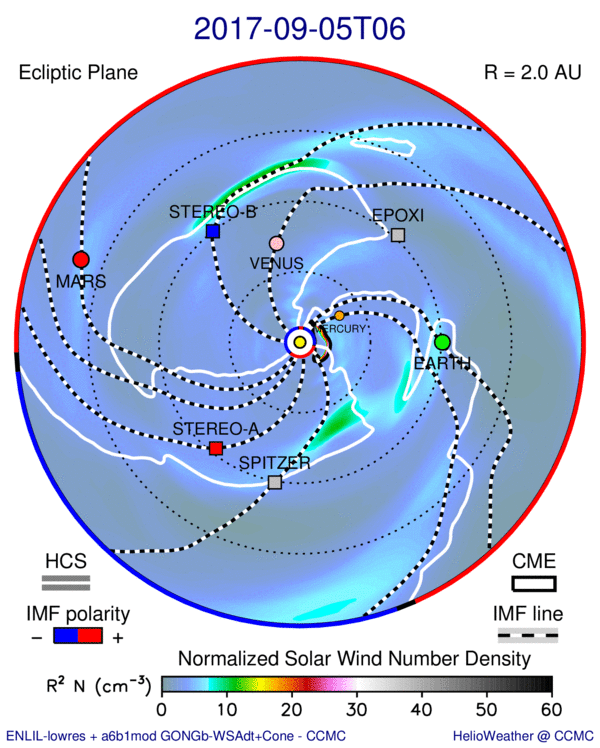 2017-09-05T06
Ecliptic Plane
R = 2.0 AU
STEREO-B
EPOXI
VENUS
MARS
MERCURY
EARTH
STEREO-A
SPITZER
HCS
CME
IMF polarity
− +
IMF line
Normalized Solar Wind Number Density
R² N (cm⁻³)
0 10 20 30 40 50 60
ENLIL-lowres + a6b1mod GONGb-WSAdt+Cone - CCMC
HelioWeather @ CCMC